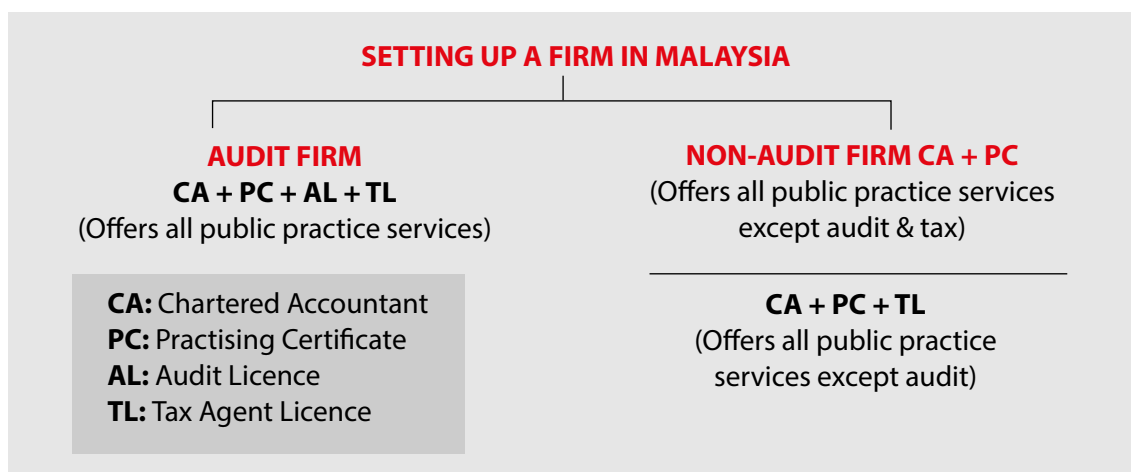 SETTING UP A FIRM IN MALAYSIA
AUDIT FIRM
CA + PC + AL + TL
(Offers all public practice services)
CA: Chartered Accountant
PC: Practising Certificate
AL: Audit Licence
TL: Tax Agent Licence
NON-AUDIT FIRM CA + PC
(Offers all public practice services
except audit & tax)
CA + PC + TL
(Offers all public practice
services except audit)